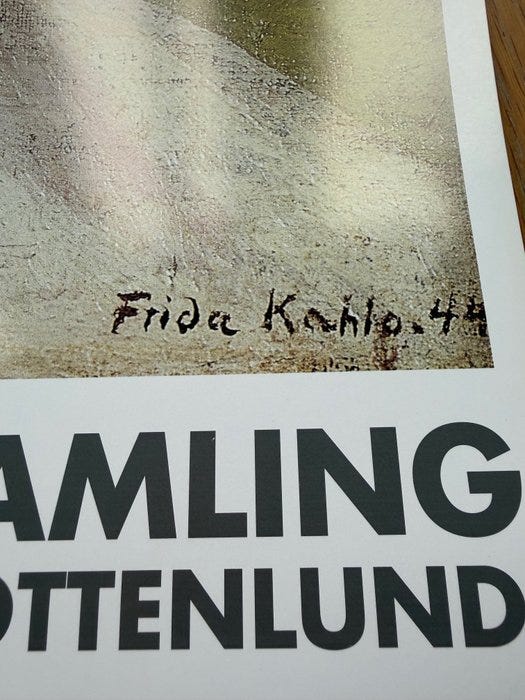 Frida Kahlo. 44
AMLING
OTTENLUND